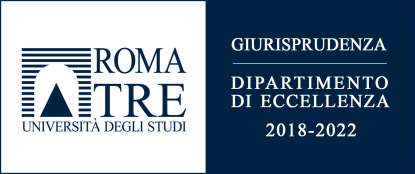 ROMA
TRE
UNIVERSITÀ DEGLI STUDI
GIURISPRUDENZA
DIPARTIMENTO
DI ECCELLENZA
2018-2022